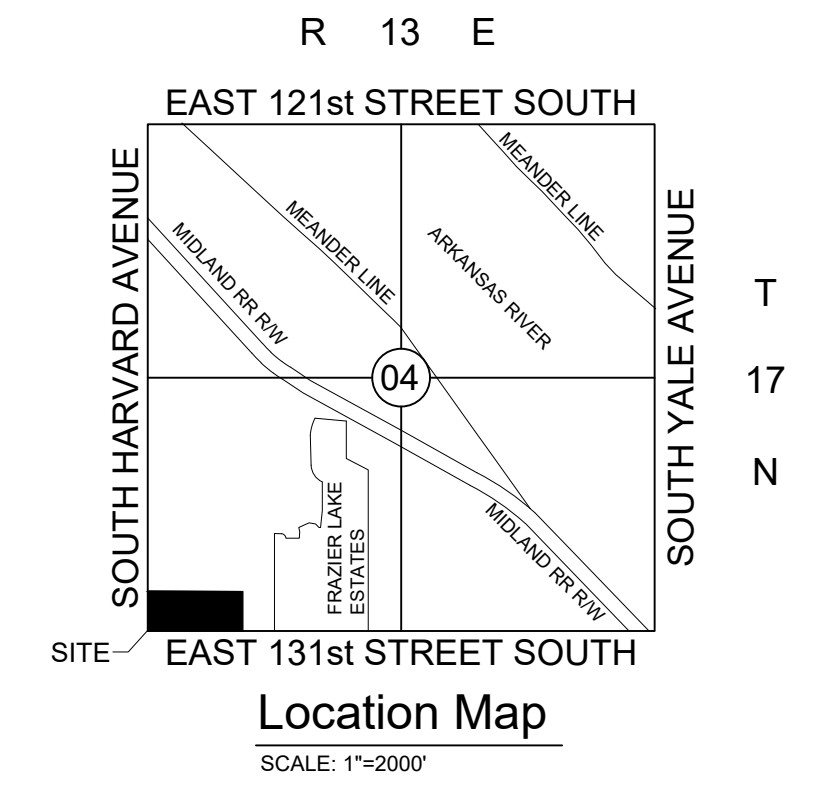 R 13 E
EAST 121st STREET SOUTH
SOUTH HARVARD AVENUE
MEANDER LINE
MEANDER LINE
MIDLAND RR R/W
ARKANSAS RIVER
SOUTH YALE AVENUE
T
17
N
04
FRAZIER LAKE
ESTATES
MIDLAND RR R/W
SITE
EAST 131st STREET SOUTH
Location Map
SCALE: 1"=2000'